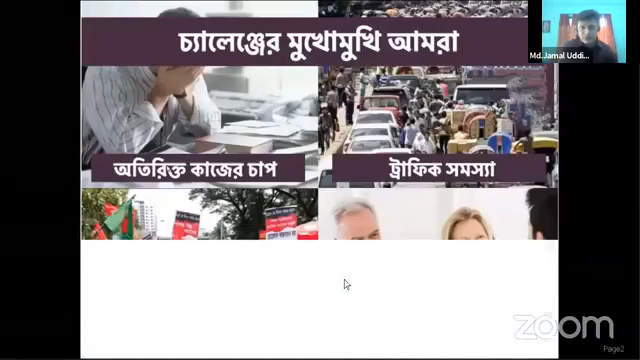 চ্যালেঞ্জের মুখোমুখি আমরা
Md.Jamal Uddi...
অতিরিক্ত কাজের চাপ
ট্রাফিক সমস্যা
zoom
Page2